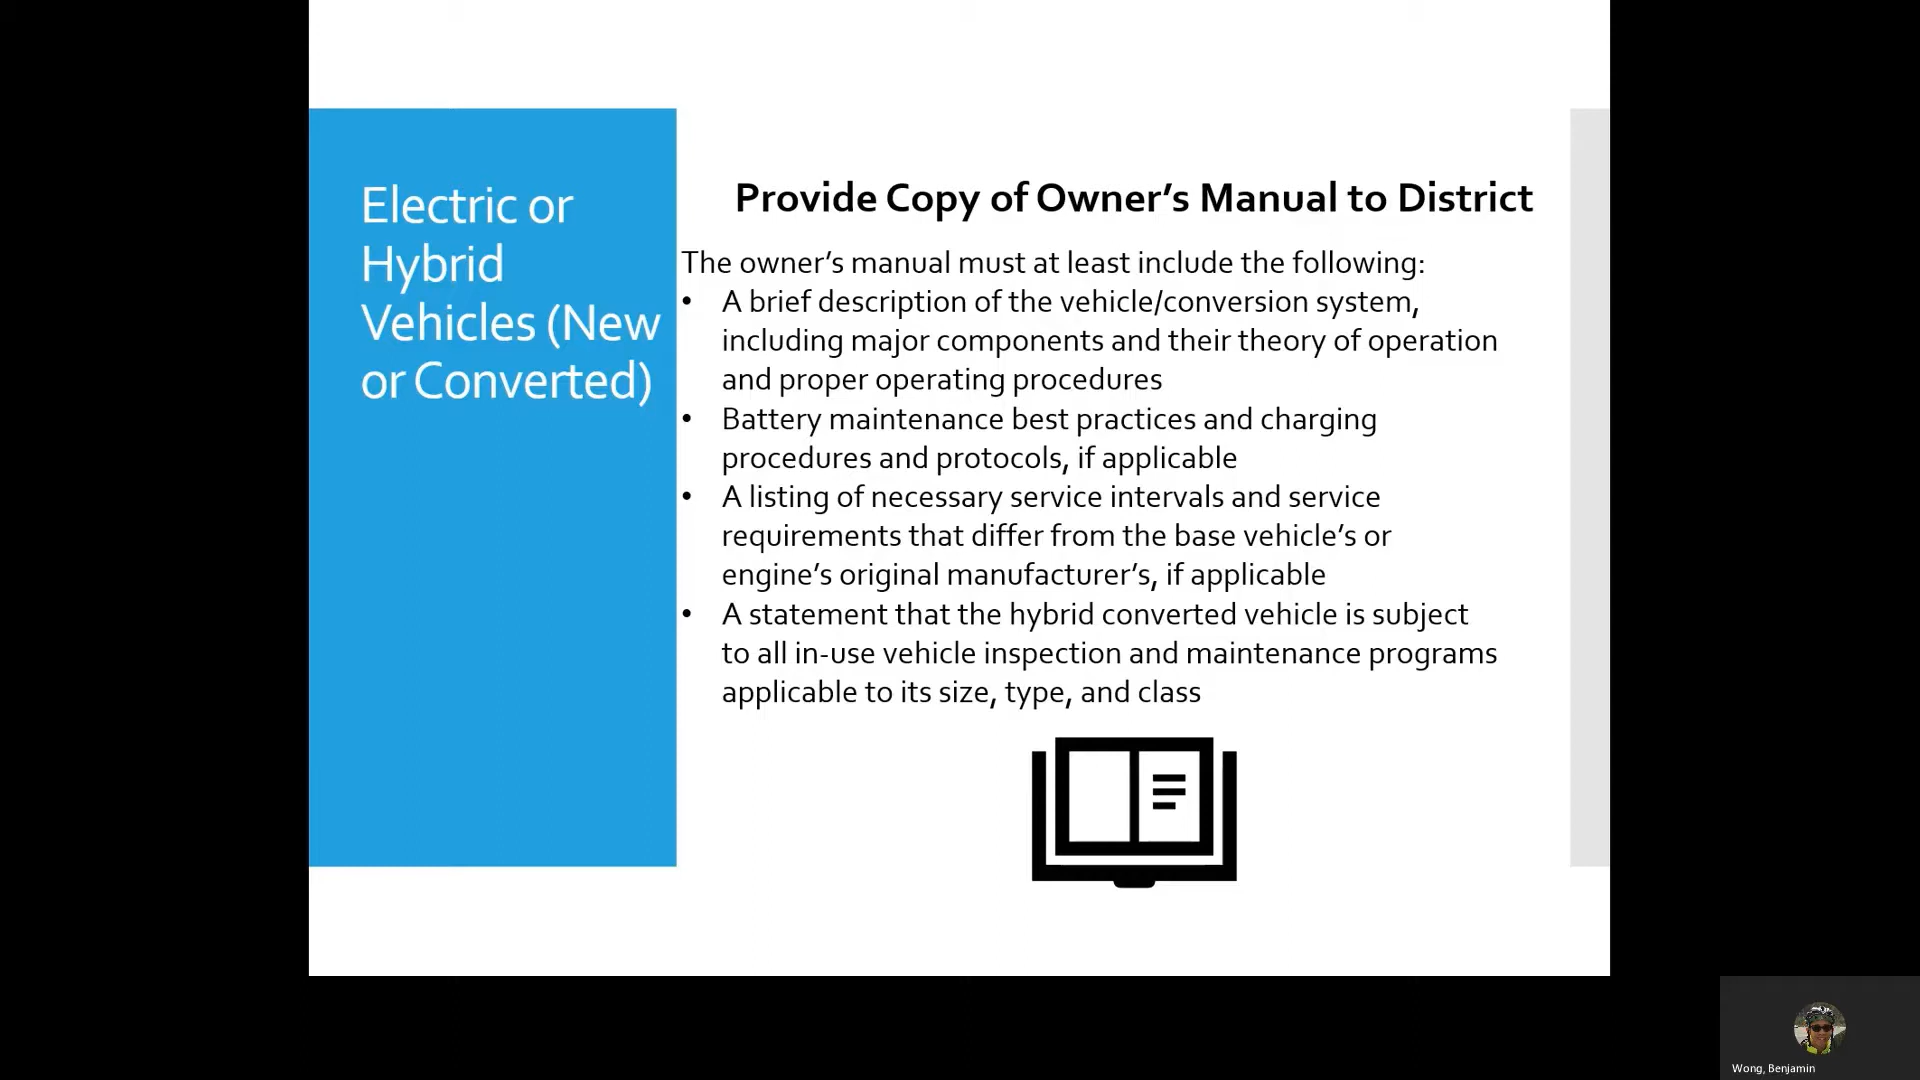 Electric or
Hybrid
Vehicles (New
or Converted)
Provide Copy of Owner’s Manual to District
The owner’s manual must at least include the following:
• A brief description of the vehicle/conversion system,
including major components and their theory of operation
and proper operating procedures
• Battery maintenance best practices and charging
procedures and protocols, if applicable
• A listing of necessary service intervals and service
requirements that differ from the base vehicle’s or
engine’s original manufacturer’s, if applicable
• A statement that the hybrid converted vehicle is subject
to all in-use vehicle inspection and maintenance programs
applicable to its size, type, and class
Wong, Benjamin